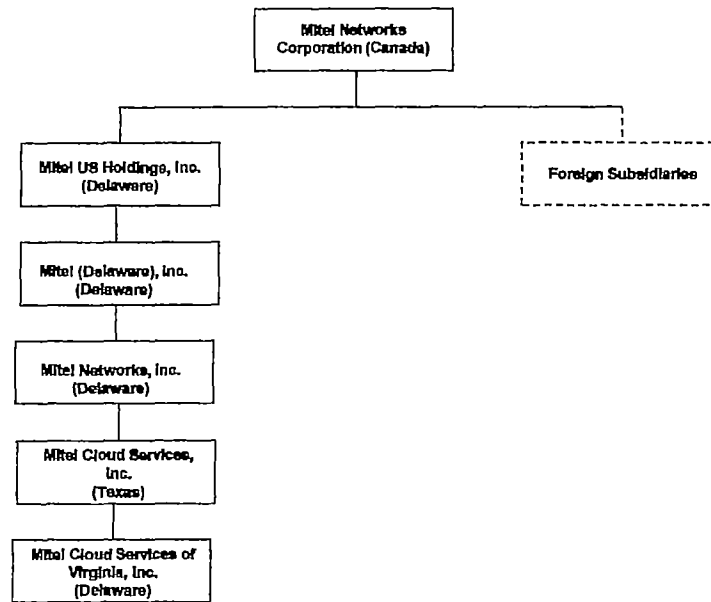 Mitel Networks
Corporation (Canada)
Mitel US Holdings, Inc.
(Delaware)
Foreign Subsidiaries
Mitel (Delaware), Inc.
(Delaware)
Mitel Networks, Inc.
(Delaware)
Mitel Cloud Services,
Inc.
(Texas)
Mitel Cloud Services of
Virginia, Inc.
(Delaware)